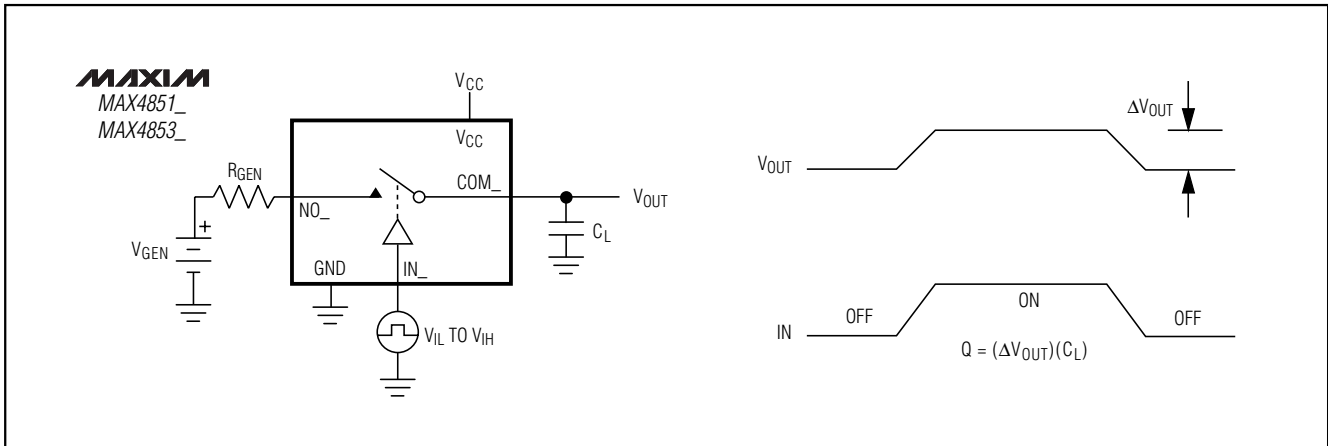 MAXIM
MAX4851_
MAX4853_
VCC
VCC
RGEN
NO_
COM_
VOUT
CL
VGEN
+
GND
IN_
VIL TO VIH
ΔVOUT
VOUT
IN
OFF
ON
OFF
Q = (ΔVOUT)(CL)